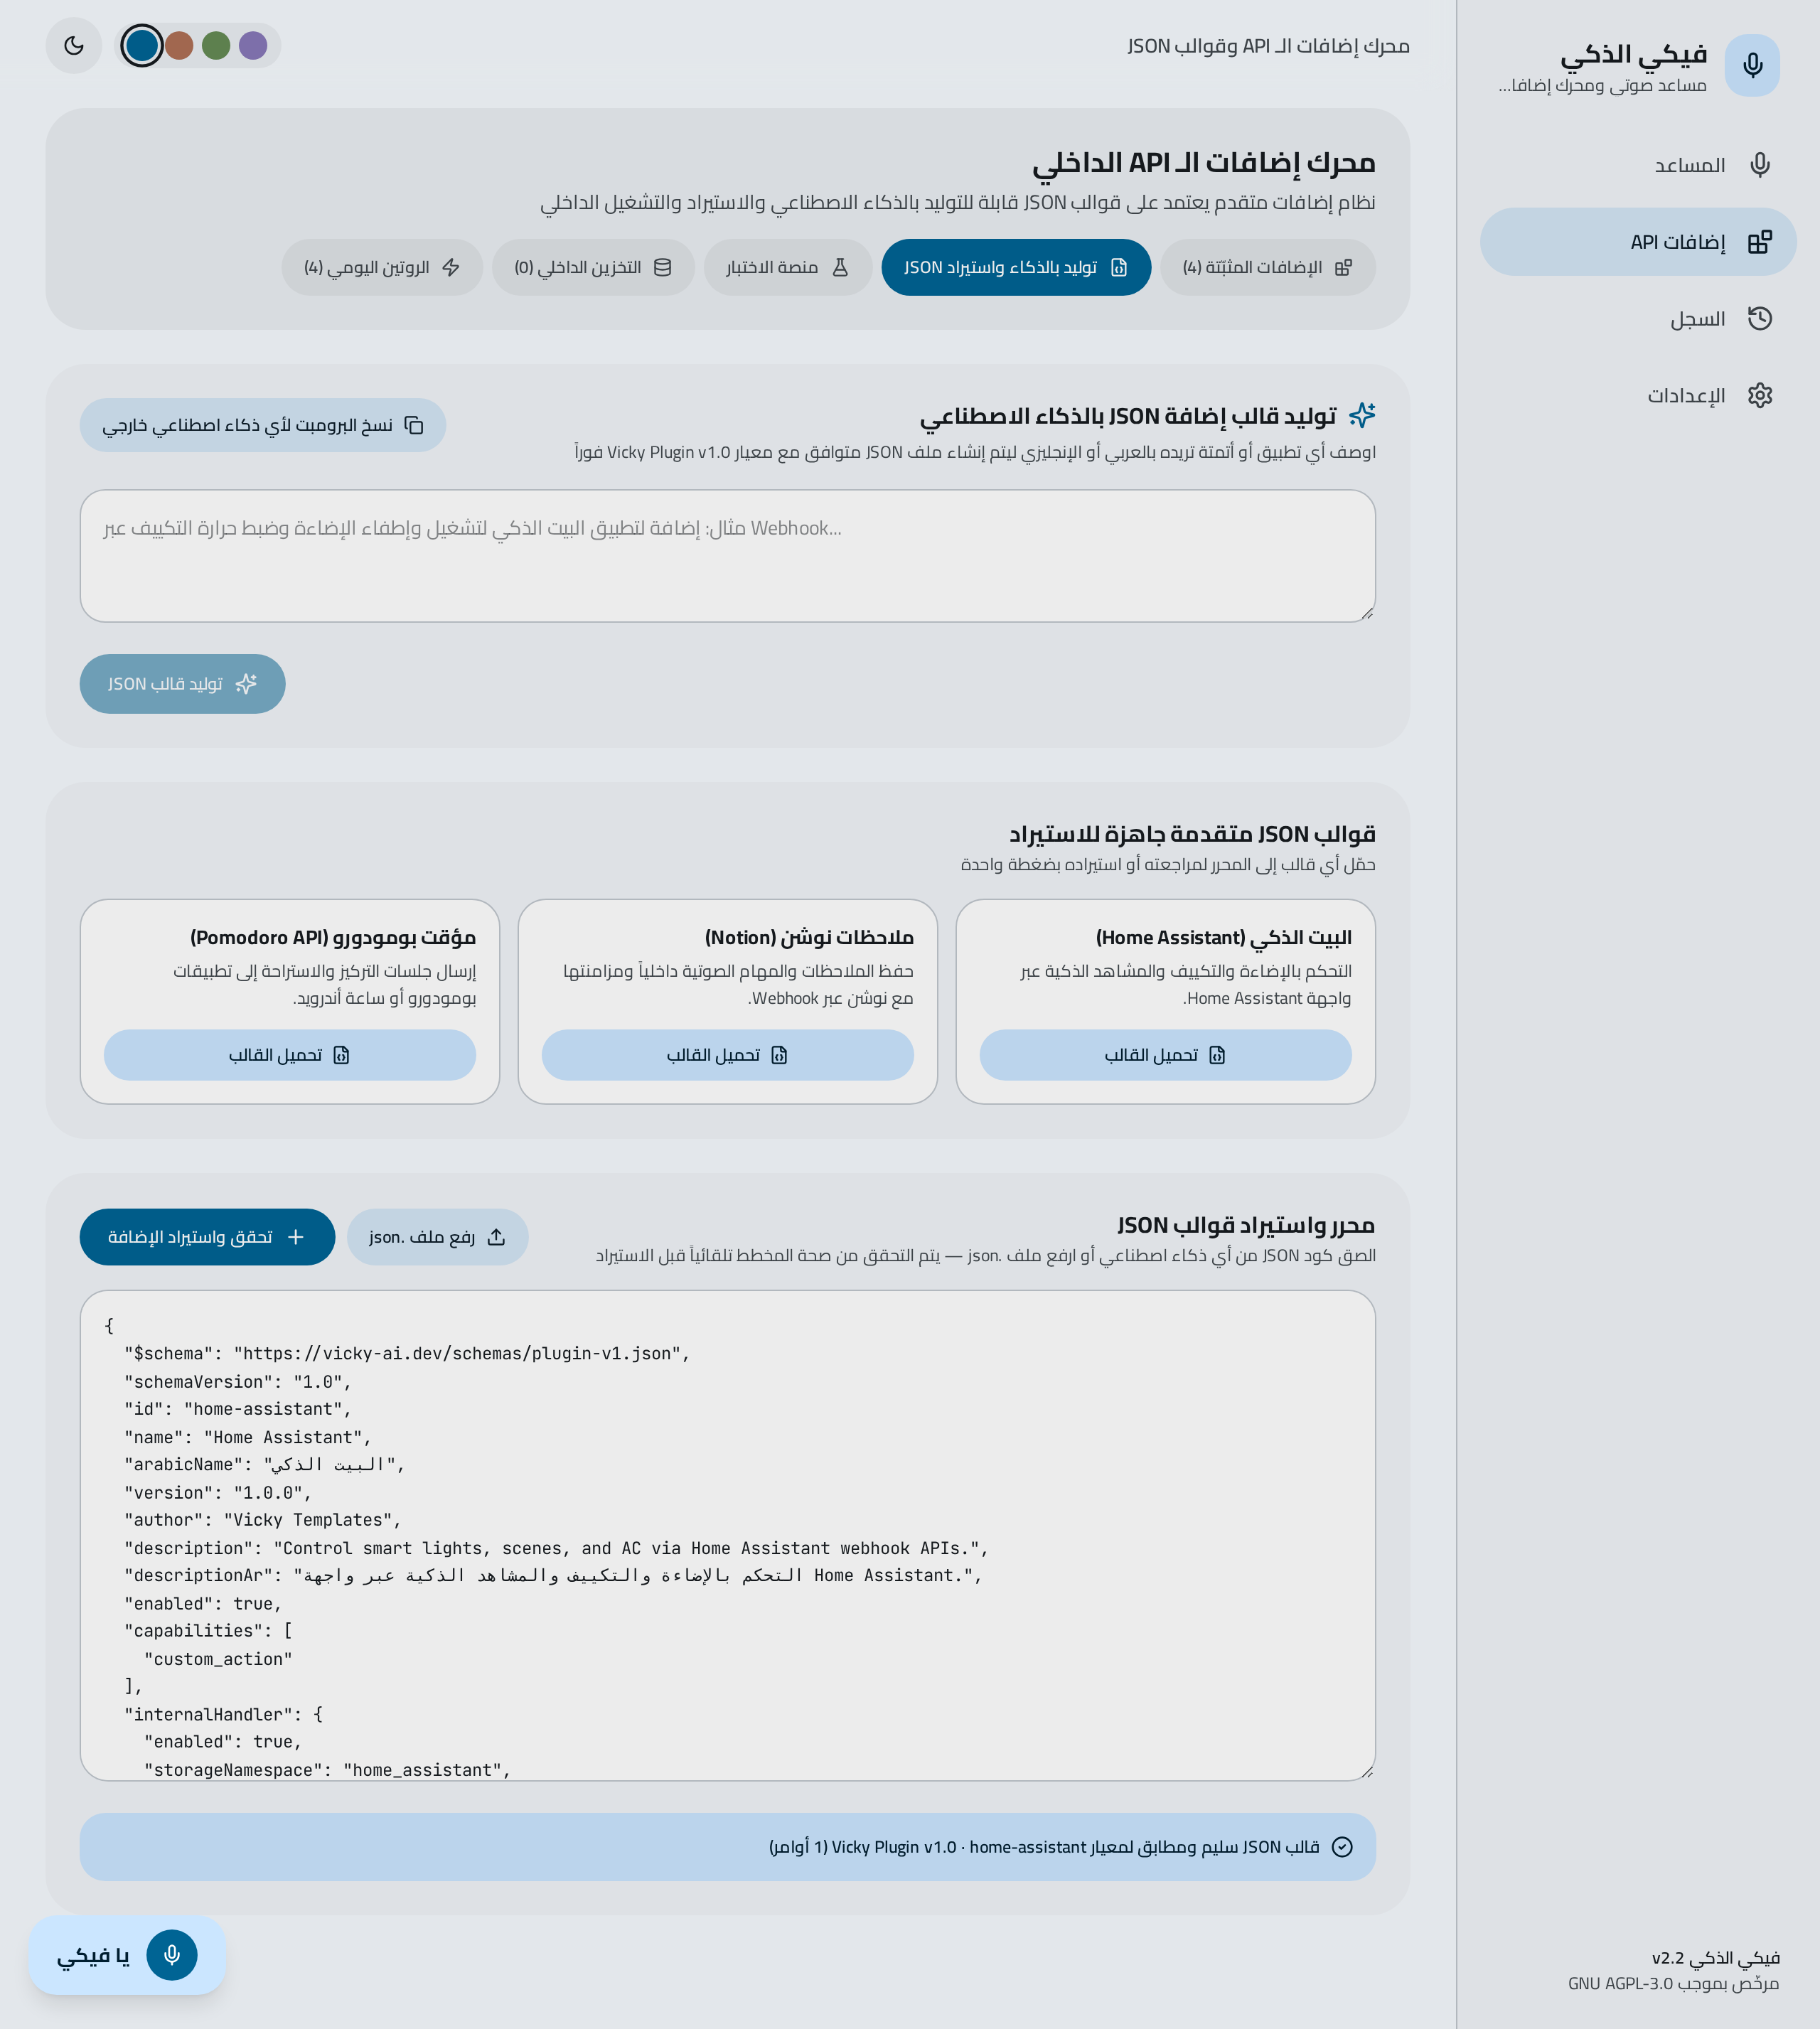 فيكي الذكي
مساعد صوتي ومحرك إضافا...
المساعد
إضافات API
السجل
الإعدادات
فيكي الذكي v2.2
مرخّص بموجب GNU AGPL-3.0
محرك إضافات الـ API وقوالب JSON
محرك إضافات الـ API الداخلي
نظام إضافات متقدم يعتمد على قوالب JSON قابلة للتوليد بالذكاء الاصطناعي والاستيراد والتشغيل الداخلي
الإضافات المثبّتة (4)
توليد بالذكاء واستيراد JSON
منصة الاختبار
التخزين الداخلي (0)
الروتين اليومي (4)
توليد قالب إضافة JSON بالذكاء الاصطناعي
اوصف أي تطبيق أو أتمتة تريده بالعربي أو الإنجليزي ليتم إنشاء ملف JSON متوافق مع معيار Vicky Plugin v1.0 فوراً
نسخ البرومبت لأي ذكاء اصطناعي خارجي
مثال: إضافة لتطبيق البيت الذكي لتشغيل وإطفاء الإضاءة وضبط حرارة التكييف عبر Webhook...
توليد قالب JSON
قوالب JSON متقدمة جاهزة للاستيراد
حمّل أي قالب إلى المحرر لمراجعته أو استيراده بضغطة واحدة
البيت الذكي (Home Assistant)
التحكم بالإضاءة والتكييف والمشاهد الذكية عبر
واجهة Home Assistant.
تحميل القالب
ملاحظات نوشن (Notion)
حفظ الملاحظات والمهام الصوتية داخلياً ومزامنتها
مع نوشن عبر Webhook.
تحميل القالب
مؤقت بومودورو (Pomodoro API)
إرسال جلسات التركيز والاستراحة إلى تطبيقات
بومودورو أو ساعة أندرويد.
تحميل القالب
محرر واستيراد قوالب JSON
الصق كود JSON من أي ذكاء اصطناعي أو ارفع ملف .json — يتم التحقق من صحة المخطط تلقائياً قبل الاستيراد
رفع ملف .json
تحقق واستيراد الإضافة
{
"$schema": "https://vicky-ai.dev/schemas/plugin-v1.json",
"schemaVersion": "1.0",
"id": "home-assistant",
"name": "Home Assistant",
"arabicName": "البيت الذكي",
"version": "1.0.0",
"author": "Vicky Templates",
"description": "Control smart lights, scenes, and AC via Home Assistant webhook APIs.",
"descriptionAr": "التحكم بالإضاءة والتكييف والمشاهد الذكية عبر واجهة Home Assistant.",
"enabled": true,
"capabilities": [
"custom_action"
],
"internalHandler": {
"enabled": true,
"storageNamespace": "home_assistant",
قالب JSON سليم ومطابق لمعيار Vicky Plugin v1.0 · home-assistant (1 أوامر)
يا فيكي